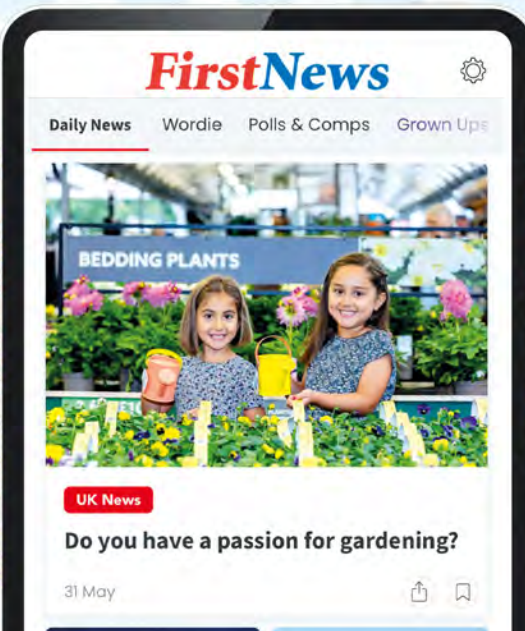 FirstNews
Daily News Wordie Polls & Comps Grown Ups
BEDDING PLANTS
UK News
Do you have a passion for gardening?
31 May